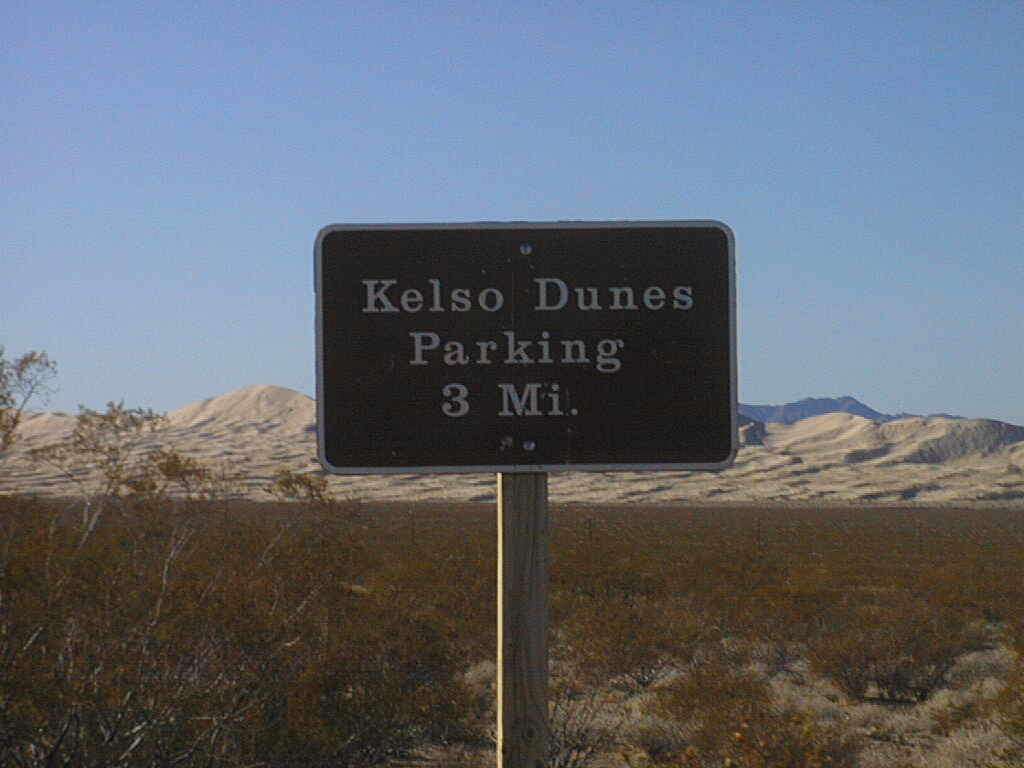 Kelso Dunes
Parking
3 Mi.